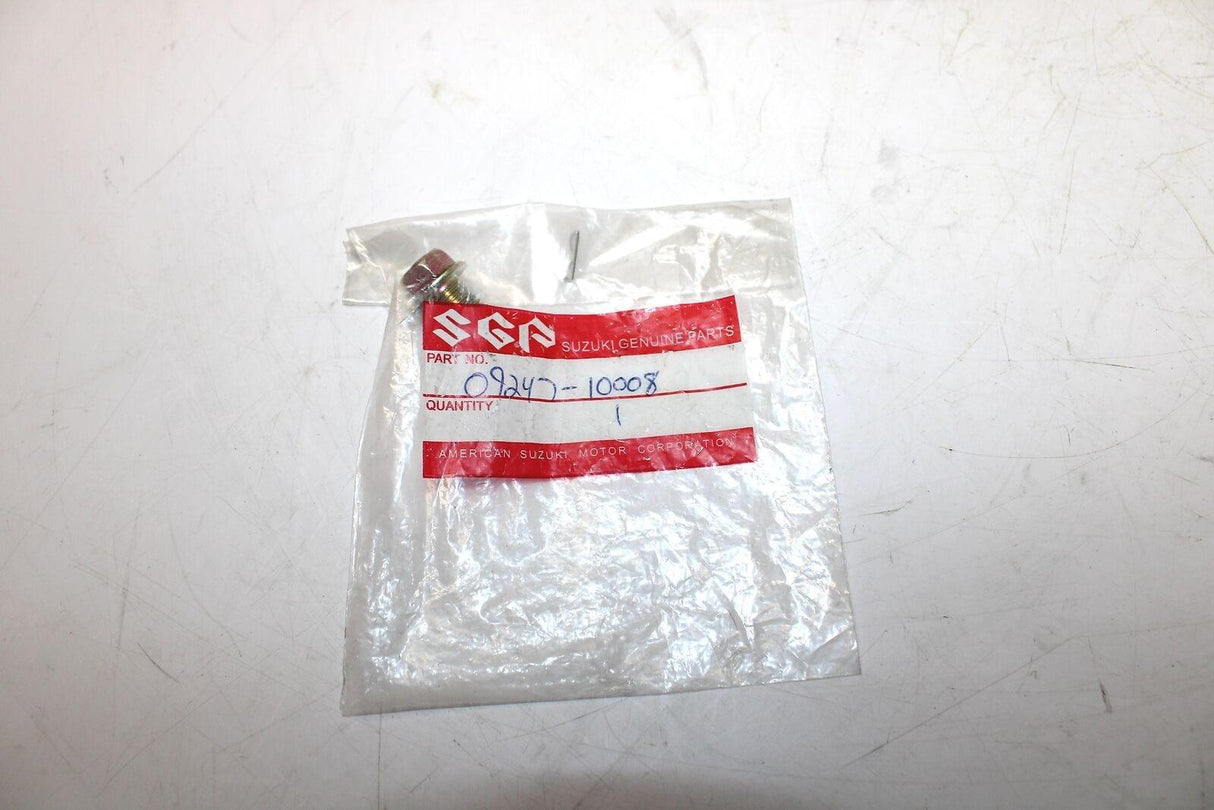 SGP SUZUKI GENUINE PARTS
PART NO.
09247-10008
QUANTITY
1
AMERICAN SUZUKI MOTOR CORPORATION